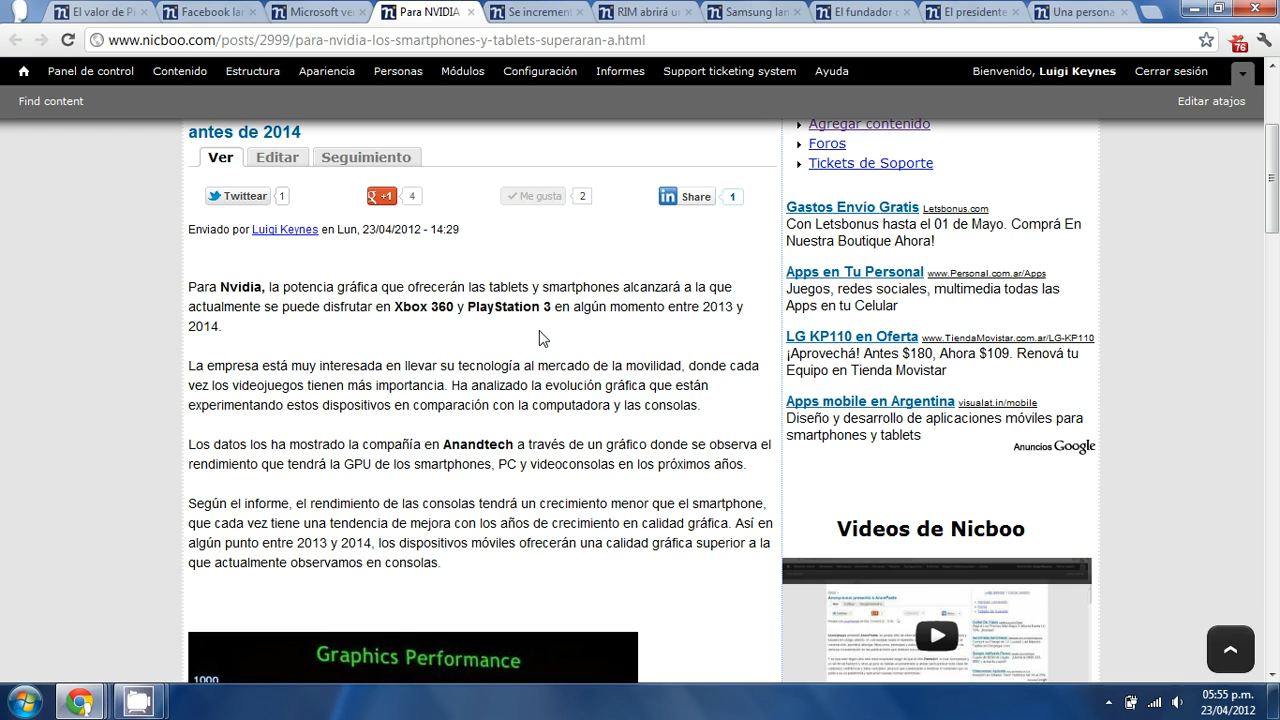 El valor de Pi
Facebook lan
Microsoft ver
Para NVIDIA
Se increment
RIM abrirá u
Samsung lan
El fundador c
El presidente
Una persona
www.nicboo.com/posts/2999/para-nvidia-los-smartphones-y-tablets-superaran-a.html
76
Panel de control Contenido Estructura Apariencia Personas Módulos Configuración Informes Support ticketing system Ayuda
Bienvenido, Luigi Keynes Cerrar sesión
Find content
Editar atajos
antes de 2014
Ver Editar Seguimiento
Twittear 1
+1 4
Me gusta 2
in Share 1
Enviado por Luigi Keynes en Lun, 23/04/2012 - 14:29
Para Nvidia, la potencia gráfica que ofrecerán las tablets y smartphones alcanzará a la que
actualmente se puede disfrutar en Xbox 360 y PlayStation 3 en algún momento entre 2013 y
2014.
La empresa está muy interesada en llevar su tecnología al mercado de la movilidad, donde cada
vez los videojuegos tienen más importancia. Ha analizado la evolución gráfica que están
experimentando estos dispositivos en comparación con la computadora y las consolas.
Los datos los ha mostrado la compañía en Anandtech a través de un gráfico donde se observa el
rendimiento que tendrá la GPU de los smartphones, PC y videoconsolas en los próximos años.
Según el informe, el rendimiento de las consolas tendrá un crecimiento menor que el smartphone,
que cada vez tiene una tendencia de mejora con los años de crecimiento en calidad gráfica. Así en
algún punto entre 2013 y 2014, los dispositivos móviles ofrecerán una calidad gráfica superior a la
que actualmente observamos en consolas.
Graphics Performance
Agregar contenido
Foros
Tickets de Soporte
Gastos Envío Gratis Letsbonus.com
Con Letsbonus hasta el 01 de Mayo. Comprá En
Nuestra Boutique Ahora!
Apps en Tu Personal www.Personal.com.ar/Apps
Juegos, redes sociales, multimedia todas las
Apps en tu Celular
LG KP110 en Oferta www.TiendaMovistar.com.ar/LG-KP110
¡Aprovechá! Antes $180, Ahora $109. Renová tu
Equipo en Tienda Movistar
Apps mobile en Argentina visualat.in/mobile
Diseño y desarrollo de aplicaciones móviles para
smartphones y tablets
Anuncios Google
Videos de Nicboo
05:55 p.m.
23/04/2012